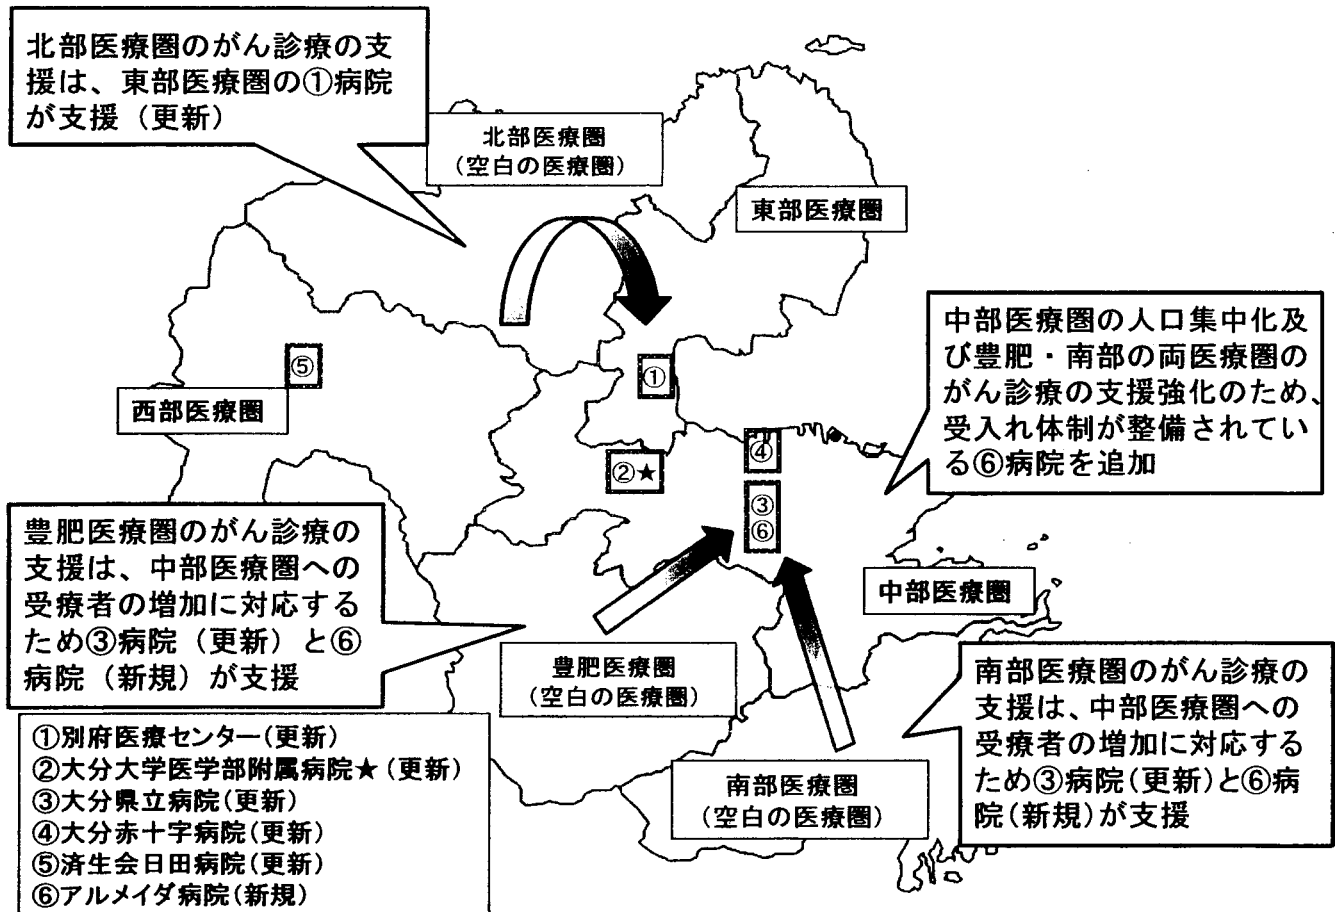 北部医療圏のがん診療の支
援は、東部医療圏の①病院
が支援（更新）
北部医療圏
（空白の医療圏）
東部医療圏
中部医療圏の人口集中化及
び豊肥・南部の両医療圏の
がん診療の支援強化のため、
受入れ体制が整備されてい
る⑥病院を追加
⑤
西部医療圏
①
④
②★
③
⑥
豊肥医療圏のがん診療の
支援は、中部医療圏への
受療者の増加に対応する
ため③病院（更新）と⑥
病院（新規）が支援
中部医療圏
豊肥医療圏
（空白の医療圏）
南部医療圏のがん診療の
支援は、中部医療圏への
受療者の増加に対応する
ため③病院（更新）と⑥病
院（新規）が支援
南部医療圏
（空白の医療圏）
①別府医療センター（更新）
②大分大学医学部附属病院★（更新）
③大分県立病院（更新）
④大分赤十字病院（更新）
⑤済生会日田病院（更新）
⑥アルメイダ病院（新規）